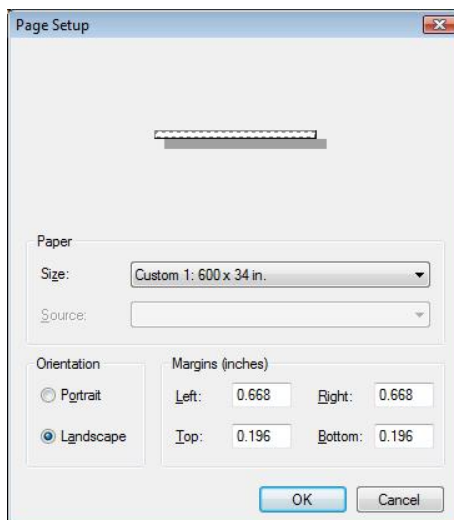 Page Setup
Paper
Size: Custom 1: 600 x 34 in.
Source:
Orientation
Portrait
Landscape
Margins (inches)
Left: 0.668 Right: 0.668
Top: 0.196 Bottom: 0.196
OK Cancel